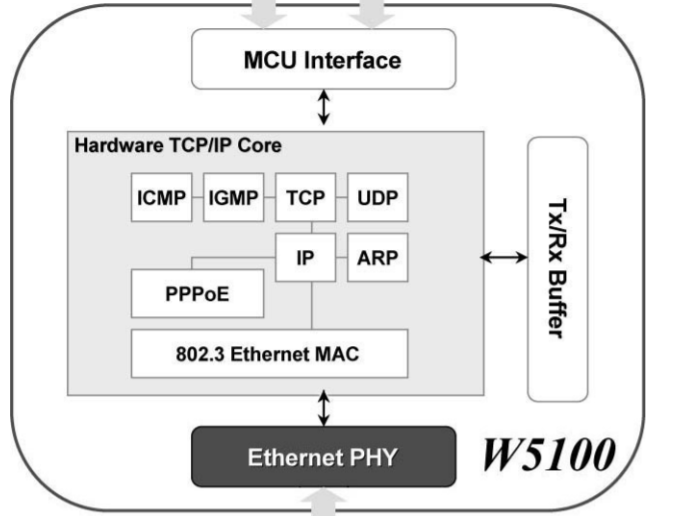 MCU Interface
Hardware TCP/IP Core
ICMP IGMP TCP UDP
IP ARP
PPPoE
802.3 Ethernet MAC
Tx/Rx Buffer
Ethernet PHY
W5100